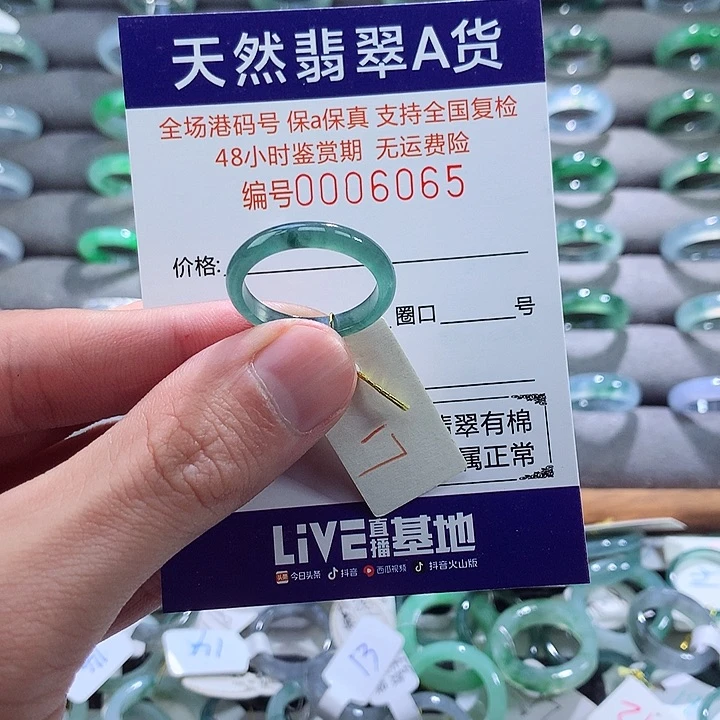 天然翡翠A货
全场港码号 保a保真 支持全国复检
48小时鉴赏期 无运费险
编号0006065
价格:
圈口 号
翡翠有棉
属正常
17
LiVE直播基地
头条 今日头条 抖音 西瓜视频 抖音火山版
13